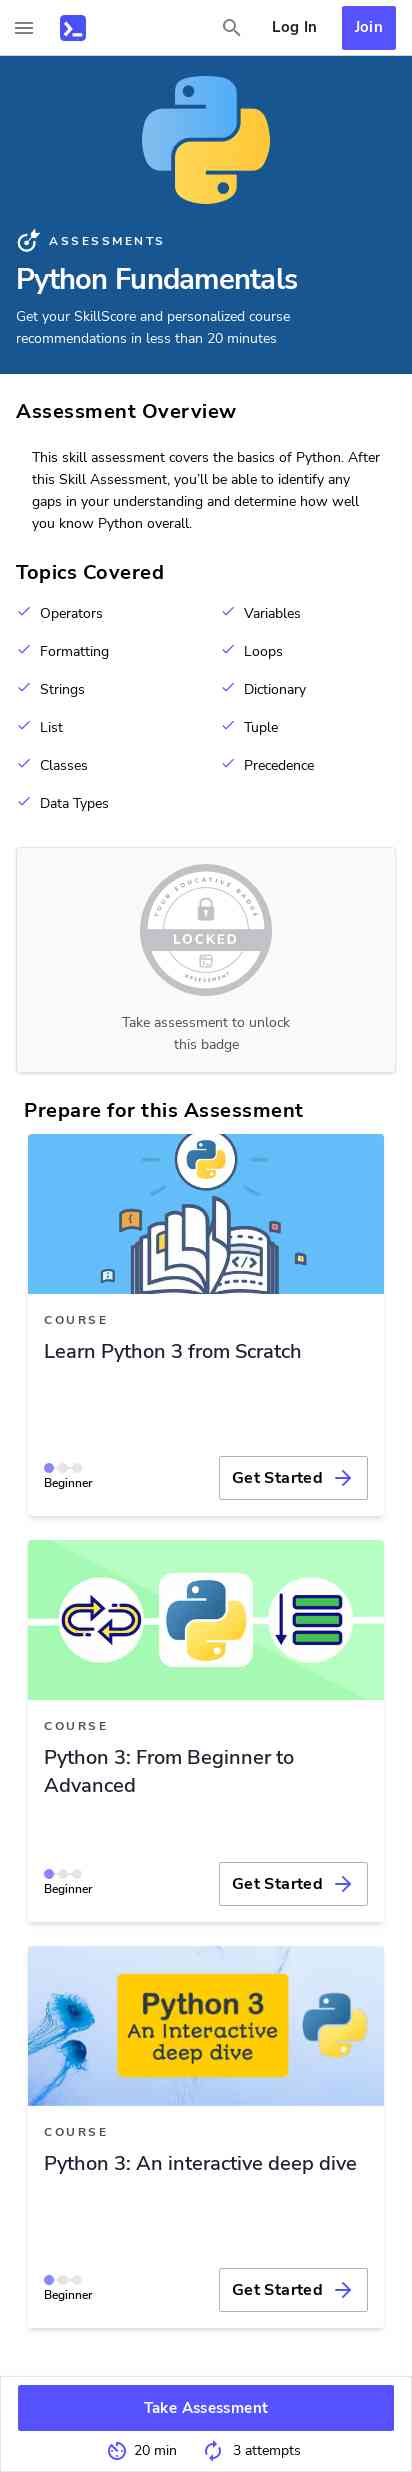 Log In
Join
ASSESSMENTS
Python Fundamentals
Get your SkillScore and personalized course
recommendations in less than 20 minutes
Assessment Overview
This skill assessment covers the basics of Python. After
this Skill Assessment, you'll be able to identify any
gaps in your understanding and determine how well
you know Python overall.
Topics Covered
Operators
Variables
Formatting
Loops
Strings
Dictionary
List
Tuple
Classes
Precedence
Data Types
YOUR EDUCATIVE BADGE
LOCKED
ASSESSMENT
Take assessment to unlock
this badge
Prepare for this Assessment
COURSE
Learn Python 3 from Scratch
Beginner
Get Started
COURSE
Python 3: From Beginner to
Advanced
Beginner
Get Started
Python 3
An Interactive
deep dive
COURSE
Python 3: An interactive deep dive
Beginner
Get Started
Take Assessment
20 min
3 attempts